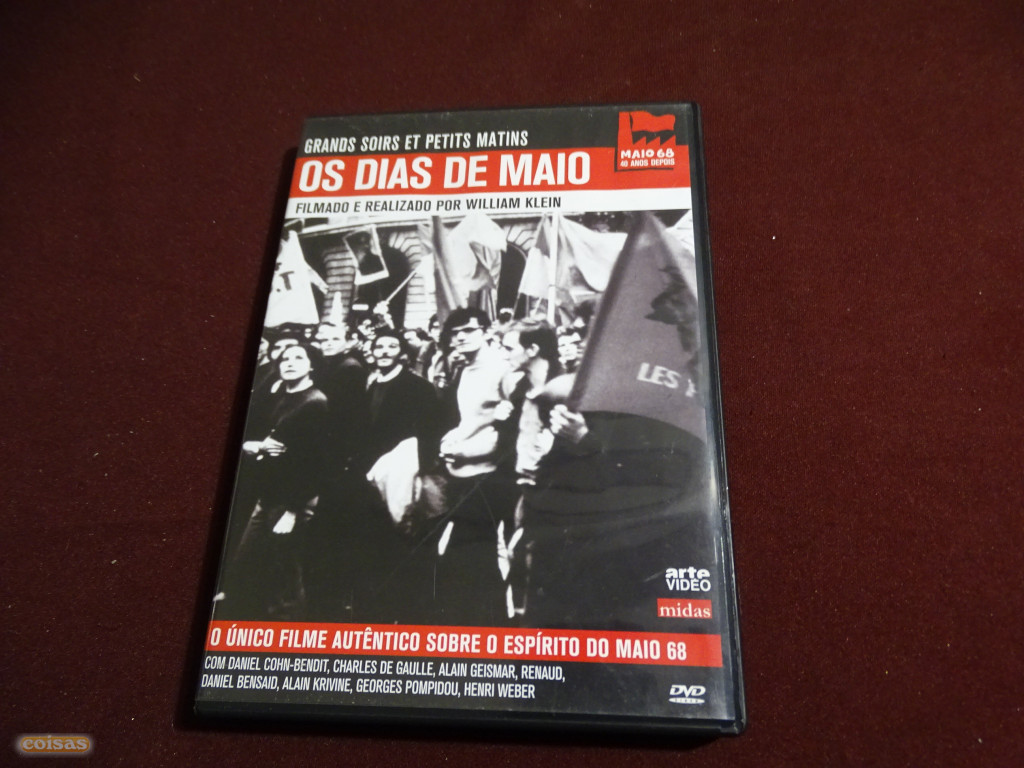 GRANDS SOIRS ET PETITS MATINS
OS DIAS DE MAIO
MAIO 68
40 ANOS DEPOIS
FILMADO E REALIZADO POR WILLIAM KLEIN
LES
arte
VIDEO
midas
O ÚNICO FILME AUTÊNTICO SOBRE O ESPÍRITO DO MAIO 68
COM DANIEL COHN-BENDIT, CHARLES DE GAULLE, ALAIN GEISMAR, RENAUD,
DANIEL BENSAID, ALAIN KRIVINE, GEORGES POMPIDOU, HENRI WEBER
DVD
VIDEO
coisas